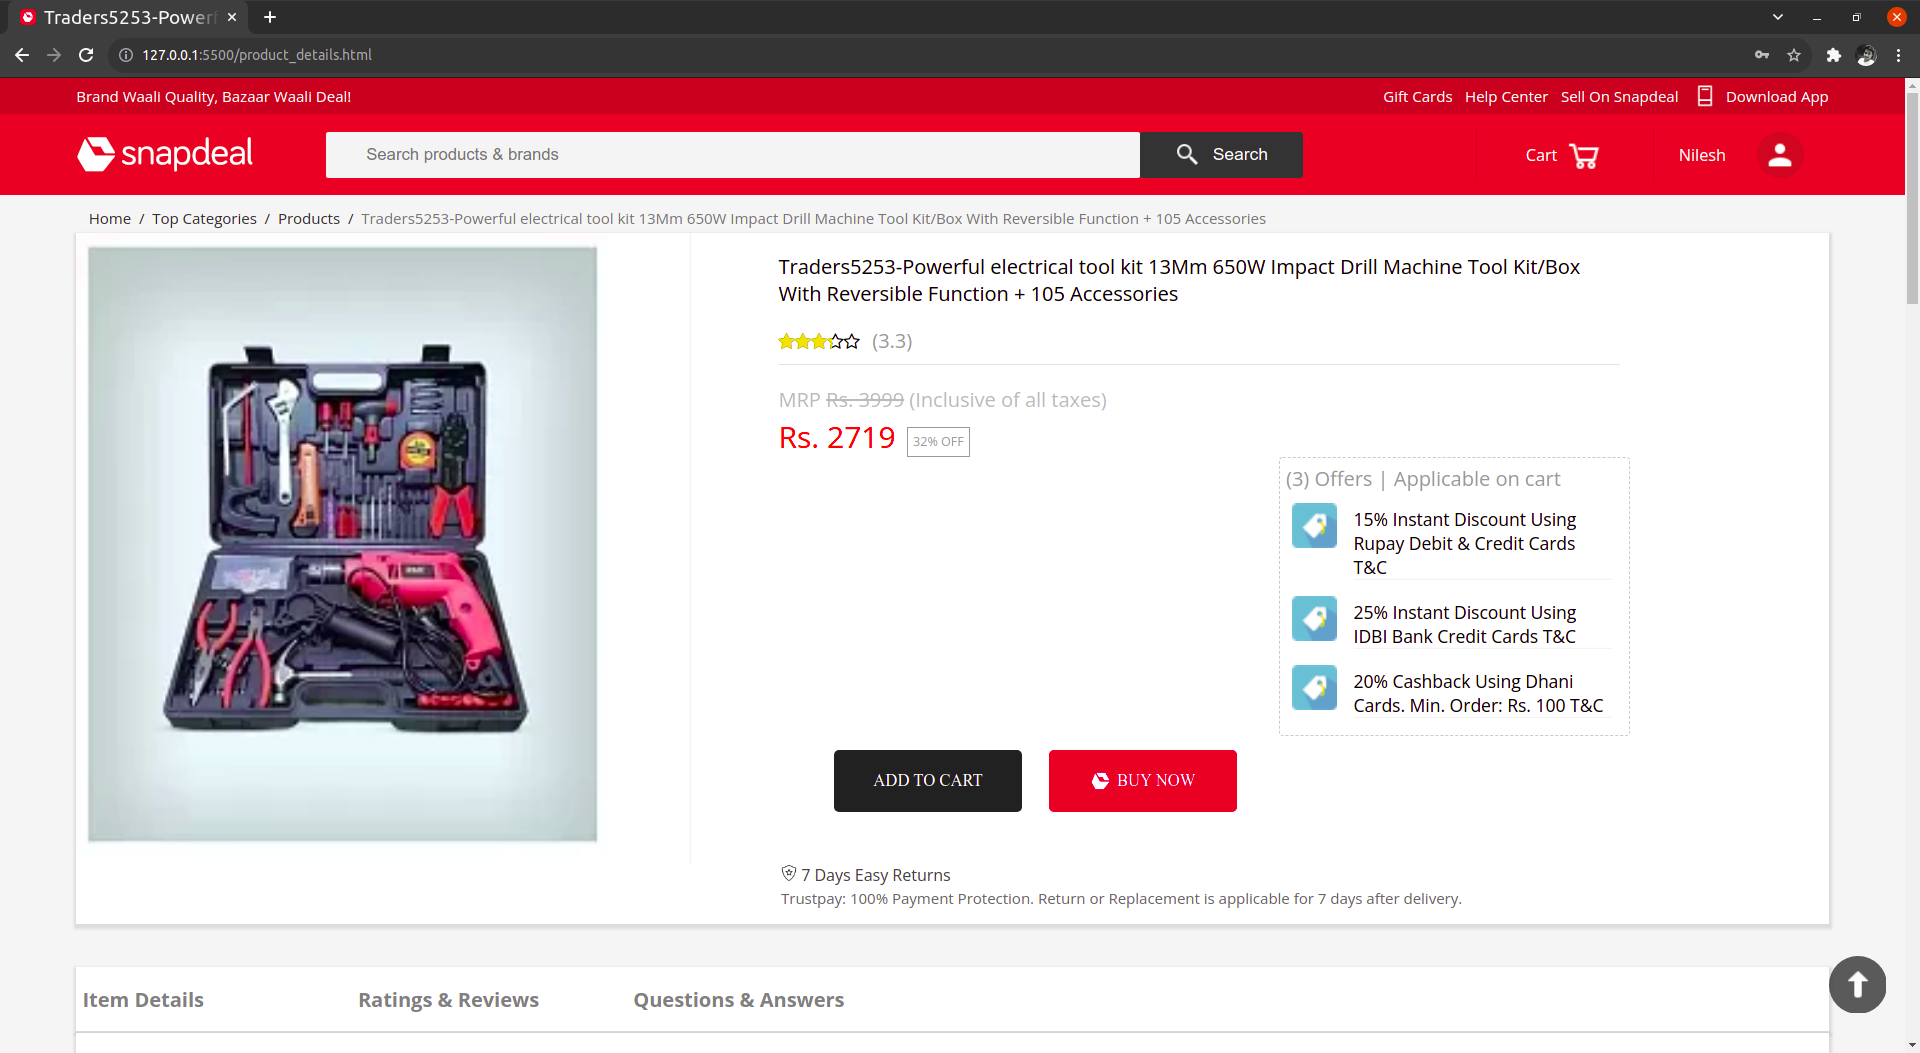 Traders5253-Powerf
127.0.0.1:5500/product_details.html
Brand Waali Quality, Bazaar Waali Deal!
Gift Cards Help Center Sell On Snapdeal Download App
snapdeal
Search products & brands
Search
Cart
Nilesh
Home / Top Categories / Products / Traders5253-Powerful electrical tool kit 13Mm 650W Impact Drill Machine Tool Kit/Box With Reversible Function + 105 Accessories
Traders5253-Powerful electrical tool kit 13Mm 650W Impact Drill Machine Tool Kit/Box
With Reversible Function + 105 Accessories
(3.3)
MRP Rs. 3999 (Inclusive of all taxes)
Rs. 2719 32% OFF
(3) Offers | Applicable on cart
15% Instant Discount Using
Rupay Debit & Credit Cards
T&C
25% Instant Discount Using
IDBI Bank Credit Cards T&C
20% Cashback Using Dhani
Cards. Min. Order: Rs. 100 T&C
ADD TO CART
BUY NOW
7 Days Easy Returns
Trustpay: 100% Payment Protection. Return or Replacement is applicable for 7 days after delivery.
Item Details
Ratings & Reviews
Questions & Answers